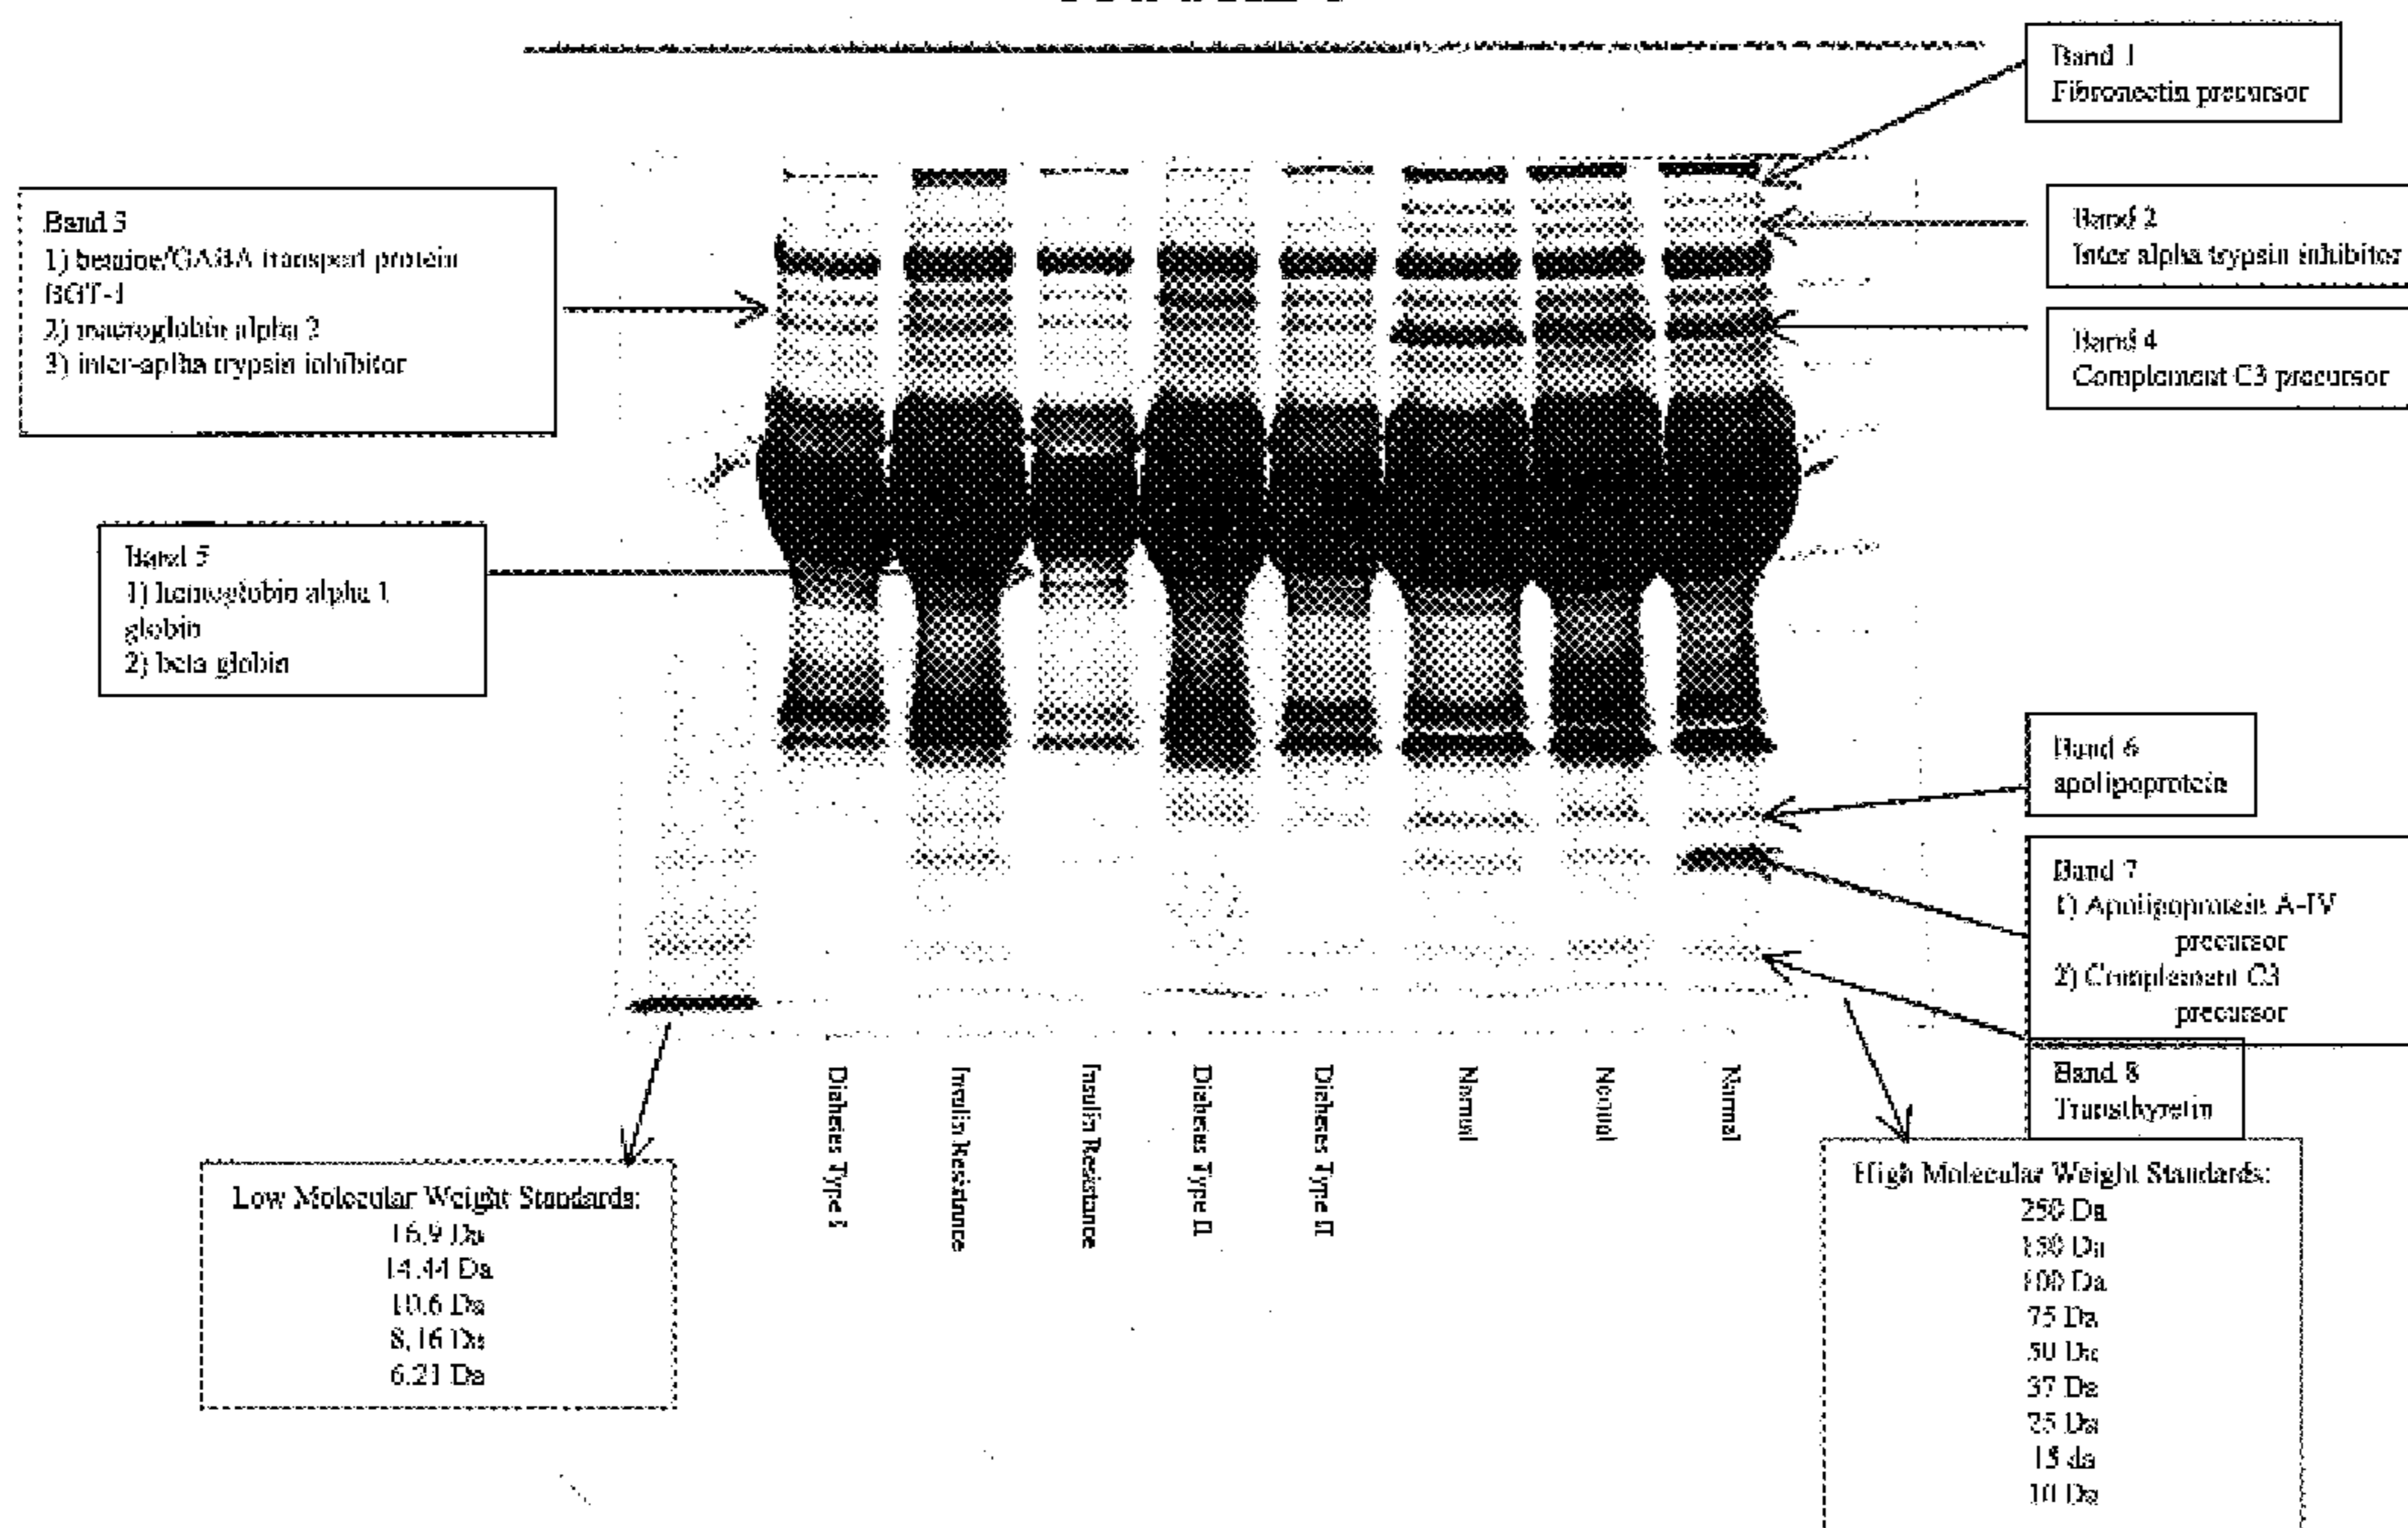 Band 1
Fibronectin precursor
Band 3
1) betaine/GABA transport protein
BGT-1
2) macroglobin alpha 2
3) inter-aplha trypsin inhibitor
Band 2
Inter alpha trypsin inhibitor
Band 4
Complement C3 precursor
Band 5
1) hemoglobin alpha 1
globin
2) beta globin
Band 6
apolipoprotein
Band 7
1) Apolipoprotein A-IV
precursor
2) Complement C3
precursor
Band 8
Transthyretin
Diabetes Type I
Insulin Resistance
Insulin Resistance
Diabetes Type II
Diabetes Type II
Normal
Normal
Normal
Low Molecular Weight Standards:
16.9 Da
14.44 Da
10.6 Da
8.16 Da
6.21 Da
High Molecular Weight Standards:
250 Da
150 Da
100 Da
75 Da
50 Da
37 Da
25 Da
15 da
10 Da